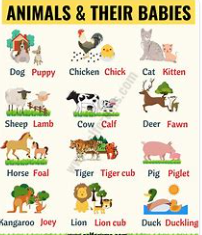 ANIMALS & THEIR BABIES
Dog Puppy Chicken Chick Cat Kitten
Sheep Lamb Cow Calf Deer Fawn
Horse Foal Tiger Tiger cub Pig Piglet
Kangaroo Joey Lion Lion cub Duck Duckling